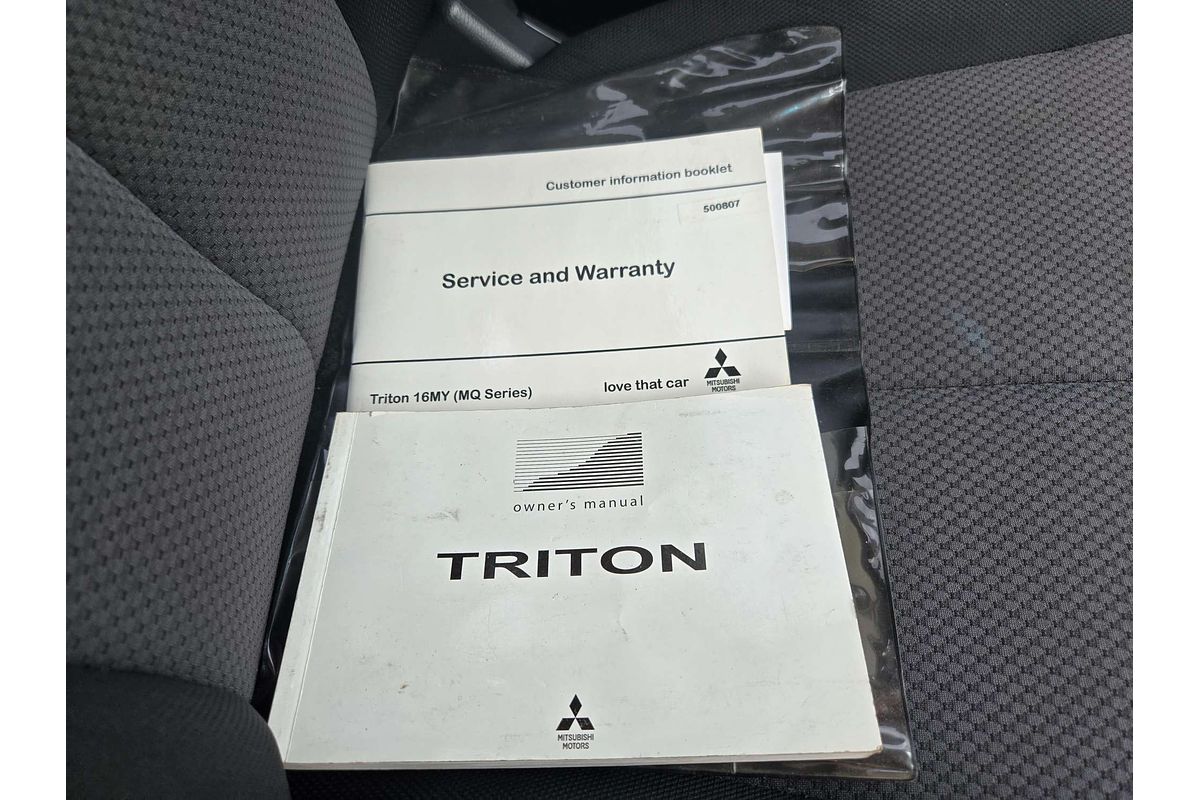 Customer information booklet
500807
Service and Warranty
Triton 16MY (MQ Series)
love that car
MITSUBISHI
MOTORS
owner's manual
TRITON
MITSUBISHI
MOTORS